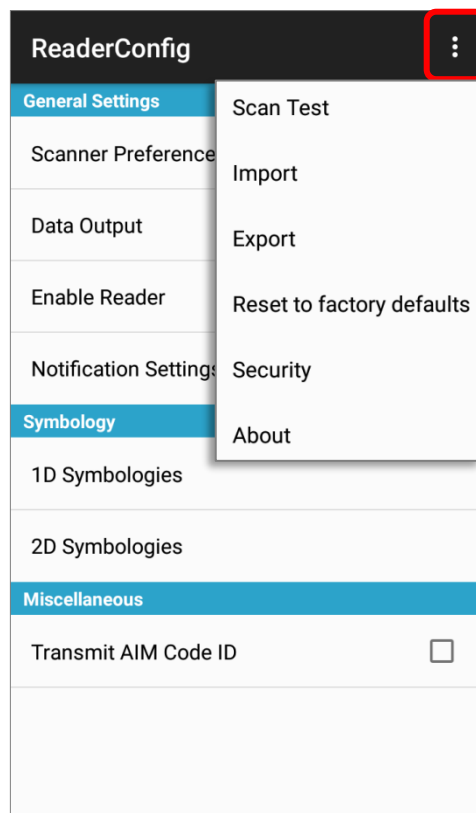 ReaderConfig
General Settings
Scanner Preference
Data Output
Enable Reader
Notification Settings
Symbology
1D Symbologies
2D Symbologies
Miscellaneous
Transmit AIM Code ID
Scan Test
Import
Export
Reset to factory defaults
Security
About